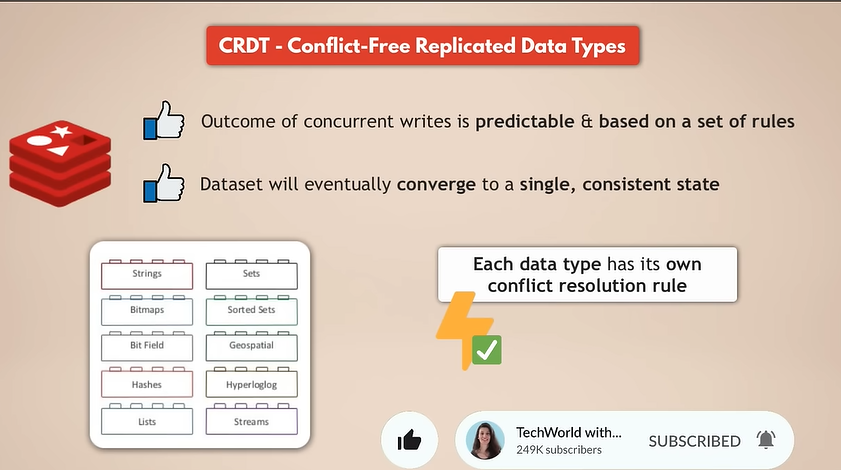 CRDT - Conflict-Free Replicated Data Types
Outcome of concurrent writes is predictable & based on a set of rules
Dataset will eventually converge to a single, consistent state
Strings
Sets
Bitmaps
Sorted Sets
Bit Field
Geospatial
Hashes
Hyperloglog
Lists
Streams
Each data type has its own
conflict resolution rule
TechWorld with...
249K subscribers
SUBSCRIBED